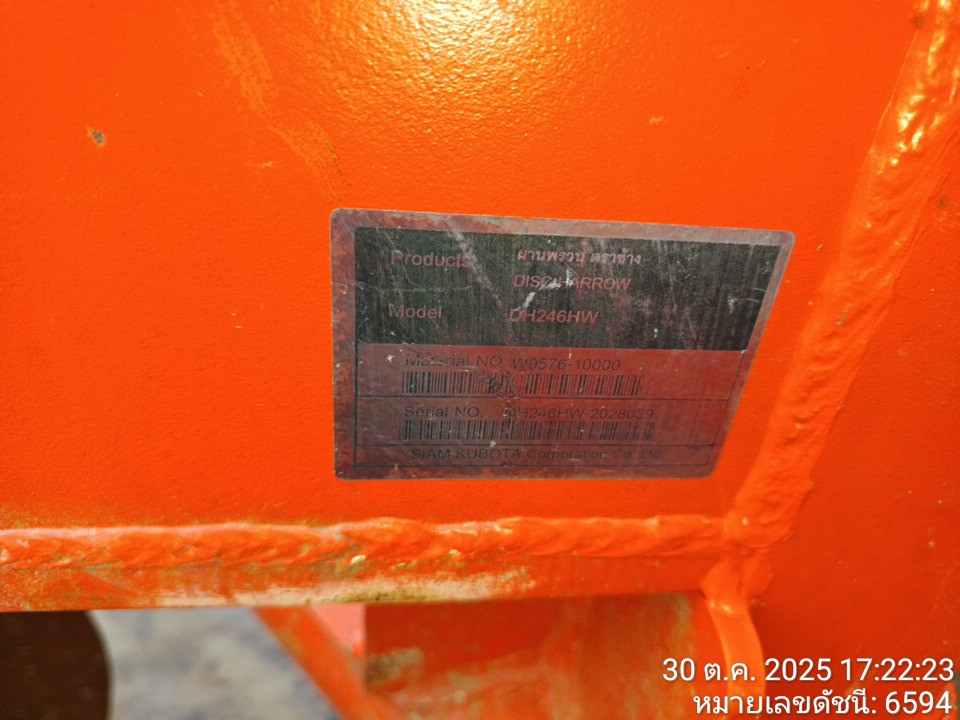 Products ผานพรวน ตราช้าง
DISC HARROW
Model DH246HW
Material NO. W9576-10000
Serial NO. DH246HW-2028039
SIAM KUBOTA Corporation Co.,Ltd.
30 ต.ค. 2025 17:22:23
หมายเลขดัชนี: 6594